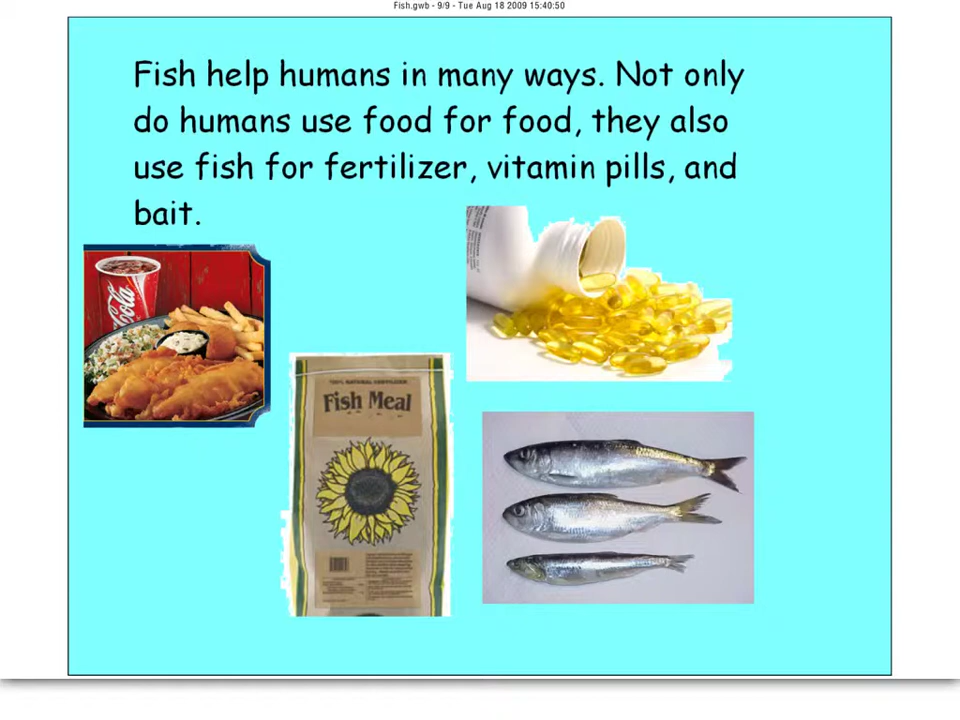 Fish.gwb - 9/9 - Tue Aug 18 2009 15:40:50
Fish help humans in many ways. Not only
do humans use food for food, they also
use fish for fertilizer, vitamin pills, and
bait.
Coca-Cola
100% NATURAL FERTILIZER
Fish Meal